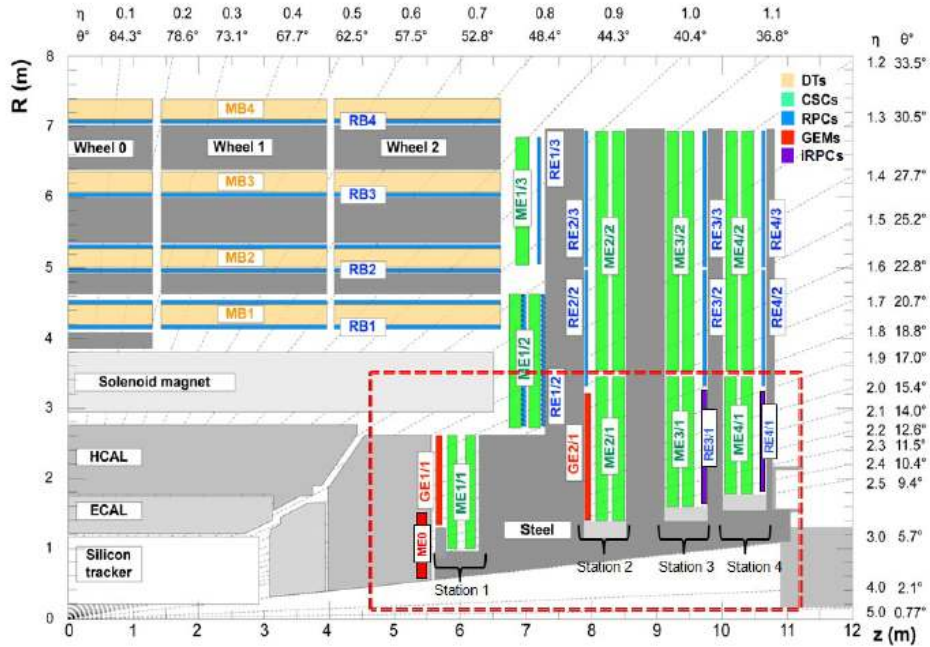 η 0.1 0.2 0.3 0.4 0.5 0.6 0.7 0.8 0.9 1.0 1.1
θ° 84.3° 78.6° 73.1° 67.7° 62.5° 57.5° 52.8° 48.4° 44.3° 40.4° 36.8° η θ°
R (m)
8
7
6
5
4
3
2
1
0
1.2 33.5°
1.3 30.5°
1.4 27.7°
1.5 25.2°
1.6 22.8°
1.7 20.7°
1.8 18.8°
1.9 17.0°
2.0 15.4°
2.1 14.0°
2.2 12.6°
2.3 11.5°
2.4 10.4°
2.5 9.4°
3.0 5.7°
4.0 2.1°
5.0 0.77°
DTs
CSCs
RPCs
GEMs
iRPCs
MB4
RB4
Wheel 0 Wheel 1 Wheel 2
MB3
RB3
MB2
RB2
MB1
RB1
Solenoid magnet
HCAL
ECAL
Silicon
tracker
Steel
ME1/3
RE1/3
ME1/2
RE1/2
RE2/3
RE2/2
ME2/2
ME3/2
RE3/3
RE3/2
ME4/2
RE4/3
RE4/2
GE1/1
ME0
ME1/1
GE2/1
ME2/1
ME3/1
RE3/1
ME4/1
RE4/1
Station 1
Station 2
Station 3
Station 4
0 1 2 3 4 5 6 7 8 9 10 11 12
z (m)